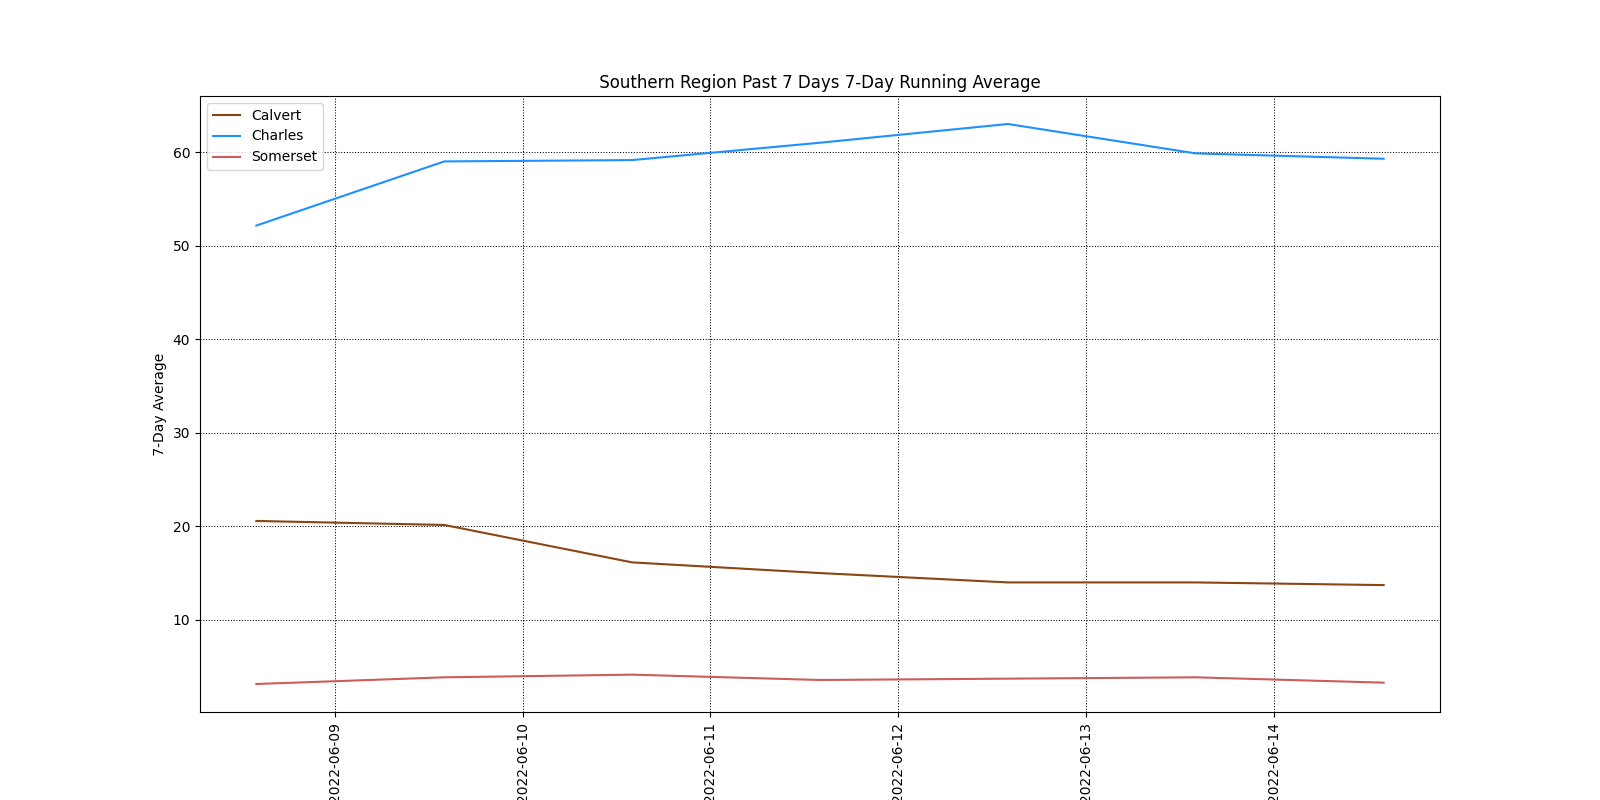 Southern Region Past 7 Days 7-Day Running Average
Calvert
Charles
Somerset
60
50
40
30
20
10
7-Day Average
2022-06-09
2022-06-10
2022-06-11
2022-06-12
2022-06-13
2022-06-14